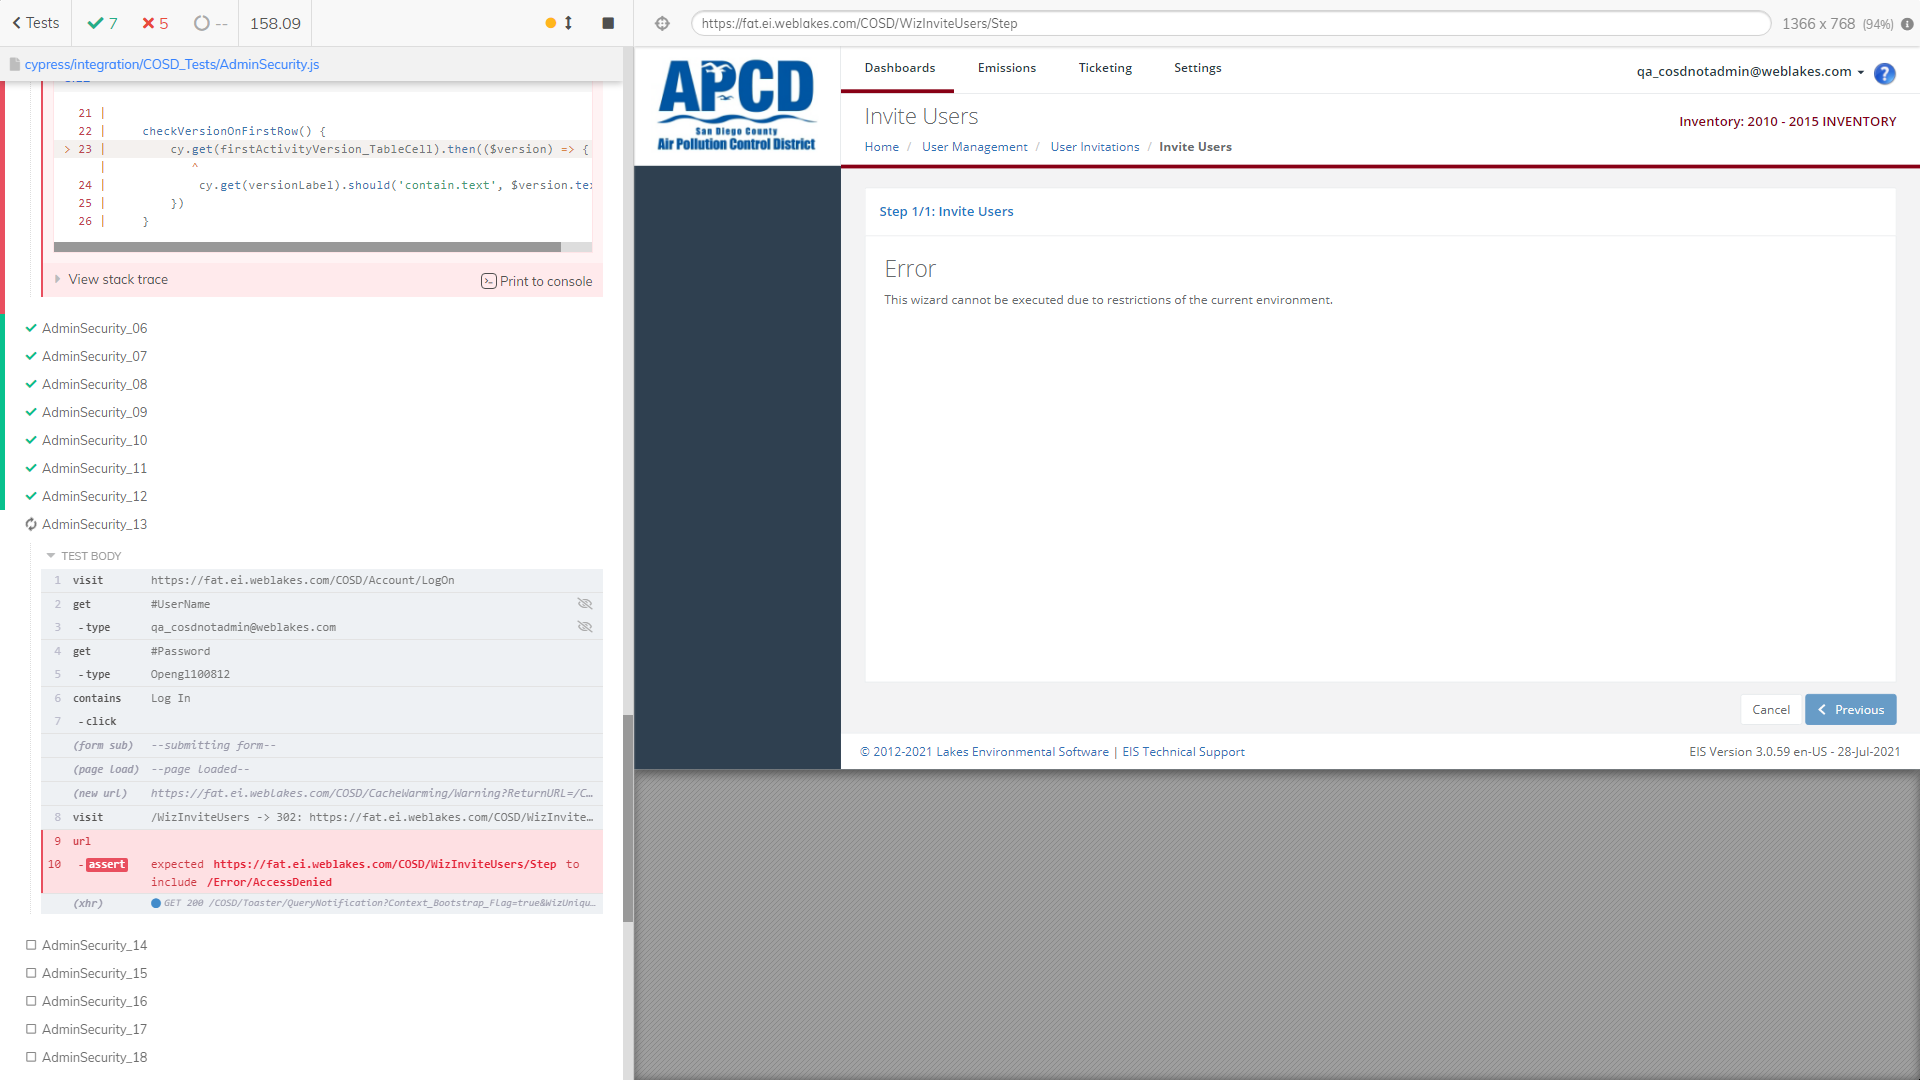 Tests
7
5
--
158.09
https://fat.ei.weblakes.com/COSD/WizInviteUsers/Step
1366 x 768 (94%)
cypress/integration/COSD_Tests/AdminSecurity.js
21 |
22 | checkVersionOnFirstRow() {
> 23 | cy.get(firstActivityVersion_TableCell).then(($version) => {
| ^
24 | cy.get(versionLabel).should('contain.text', $version.te
25 | })
26 | }
View stack trace
Print to console
AdminSecurity_06
AdminSecurity_07
AdminSecurity_08
AdminSecurity_09
AdminSecurity_10
AdminSecurity_11
AdminSecurity_12
AdminSecurity_13
TEST BODY
1 visit https://fat.ei.weblakes.com/COSD/Account/LogOn
2 get #UserName
3 -type qa_cosdnotadmin@weblakes.com
4 get #Password
5 -type Opengl100812
6 contains Log In
7 -click
(form sub) --submitting form--
(page load) --page loaded--
(new url) https://fat.ei.weblakes.com/COSD/CacheWarming/Warning?ReturnURL=/C...
8 visit /WizInviteUsers -> 302: https://fat.ei.weblakes.com/COSD/WizInvite...
9 url
10 -assert expected https://fat.ei.weblakes.com/COSD/WizInviteUsers/Step to
include /Error/AccessDenied
(xhr) GET 200 /COSD/Toaster/QueryNotification?Context_Bootstrap_Flag=true&WizUniqu...
AdminSecurity_14
AdminSecurity_15
AdminSecurity_16
AdminSecurity_17
AdminSecurity_18
APCD
San Diego County
Air Pollution Control District
Dashboards
Emissions
Ticketing
Settings
qa_cosdnotadmin@weblakes.com
?
Invite Users
Inventory: 2010 - 2015 INVENTORY
Home / User Management / User Invitations / Invite Users
Step 1/1: Invite Users
Error
This wizard cannot be executed due to restrictions of the current environment.
Cancel
Previous
© 2012-2021 Lakes Environmental Software | EIS Technical Support
EIS Version 3.0.59 en-US - 28-Jul-2021